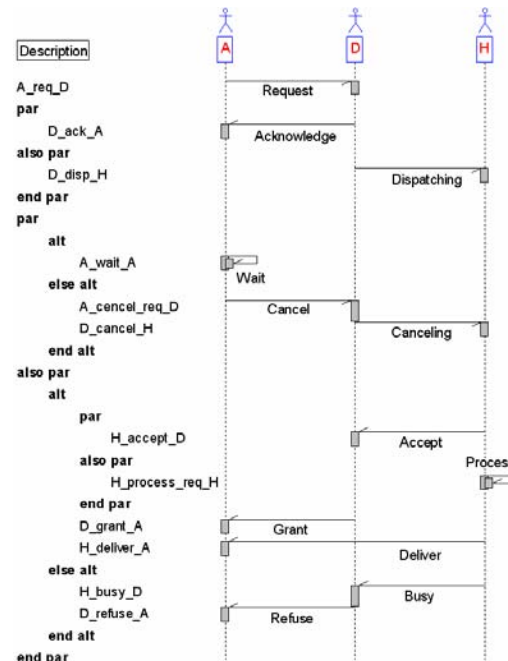 Description A D H
A_req_D Request
par
D_ack_A Acknowledge
also par
D_disp_H Dispatching
end par
par
alt
A_wait_A
Wait
else alt
A_cencel_req_D Cancel
D_cancel_H Canceling
end alt
also par
alt
par
H_accept_D Accept
also par Proces
H_process_req_H
end par
D_grant_A Grant
H_deliver_A Deliver
else alt
H_busy_D Busy
D_refuse_A Refuse
end alt
end par